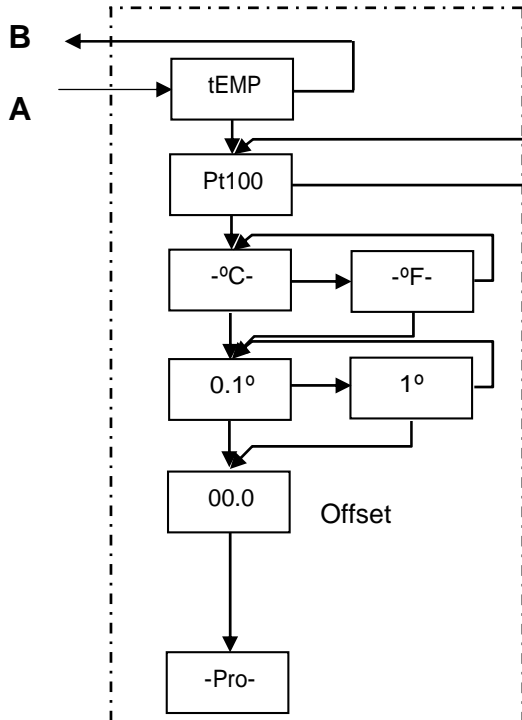 B
tEMP
A
Pt100
-ºC-
-ºF-
0.1º
1º
00.0
Offset
-Pro-